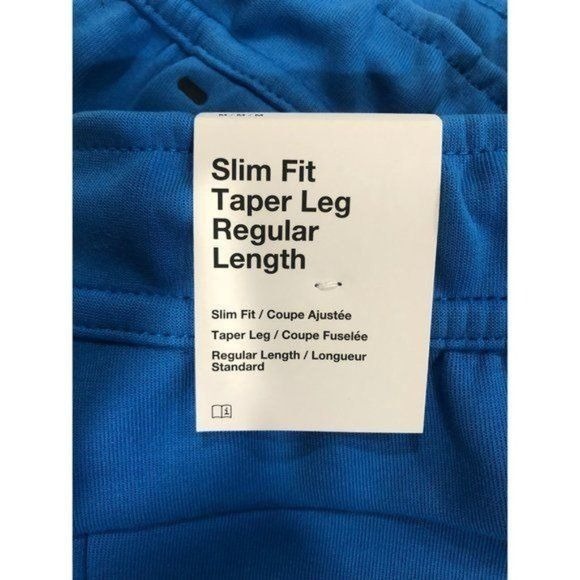 Slim Fit
Taper Leg
Regular
Length
Slim Fit / Coupe Ajustée
Taper Leg / Coupe Fuselée
Regular Length / Longueur
Standard